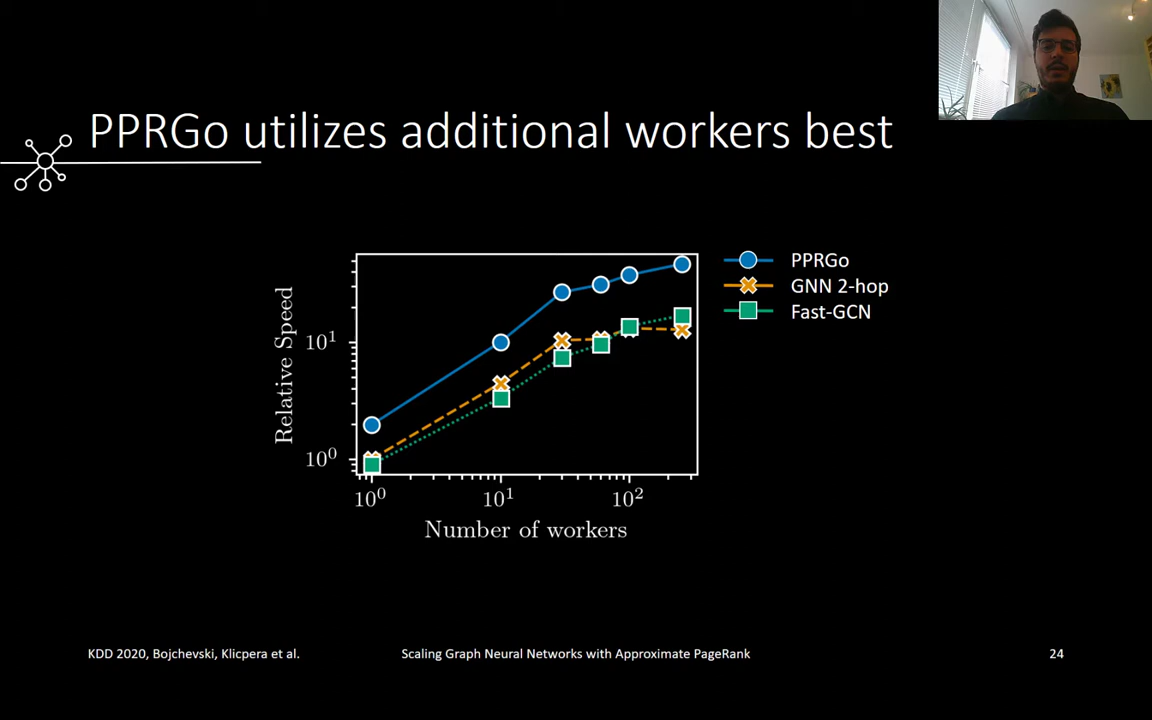 PPRGo utilizes additional workers best
PPRGo
GNN 2-hop
Fast-GCN
Relative Speed
10¹
10⁰
10⁰ 10¹ 10²
Number of workers
KDD 2020, Bojchevski, Klicpera et al. Scaling Graph Neural Networks with Approximate PageRank 24